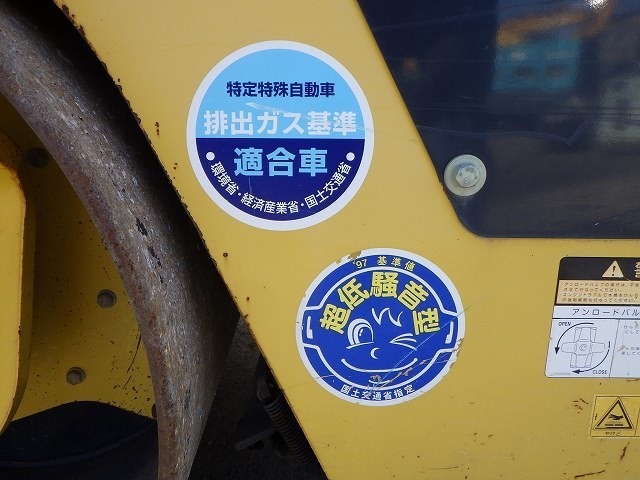 特定特殊自動車
排出ガス基準
適合車
・環境省・経済産業省・国土交通省・
'97 基準値
超低騒音型
国土交通省指定
アンロードバル
OPEN
CLOSE